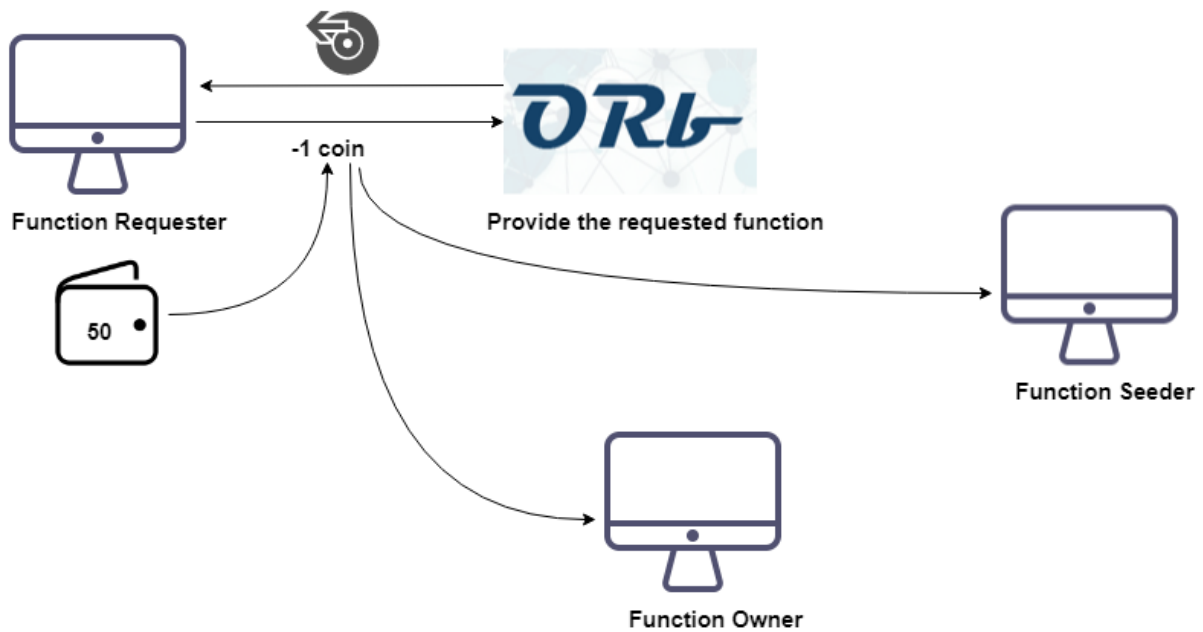 ORb
-1 coin
Function Requester
Provide the requested function
50
Function Seeder
Function Owner